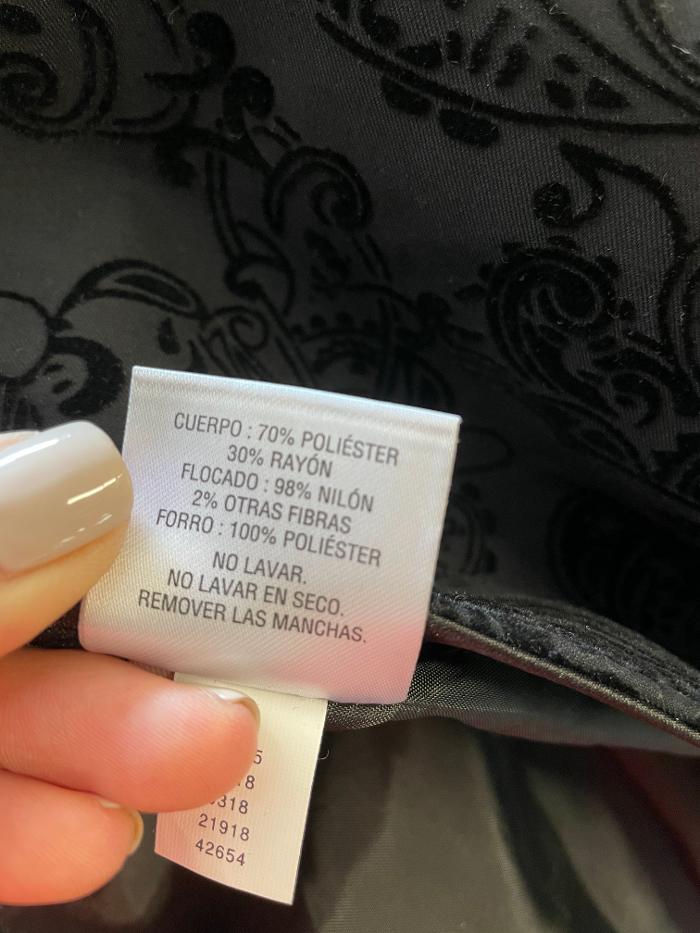 CUERPO : 70% POLIÉSTER
30% RAYÓN
FLOCADO : 98% NILÓN
2% OTRAS FIBRAS
FORRO : 100% POLIÉSTER
NO LAVAR.
NO LAVAR EN SECO.
REMOVER LAS MANCHAS.
21918
42654